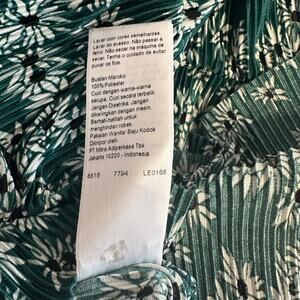 Lavar com cores semelhantes.
Lavar do avesso. Não passar a
ferro. Não secar na máquina de
secar. Tenha o cuidado de evitar
puxar os fios.
Buatan Maroko
100% Poliester
Cuci dengan warna-warna
serupa, Cuci secara terbalik.
Jangan Disetrika. Jangan
dikeringkan dengan mesin.
Berhati-hatilah untuk
menghindari robek.
Pakaian Wanita/ Baju Kodok
Diimpor oleh:
PT Mitra Adiperkasa Tbk
Jakarta 10220 - Indonesia
8816 7794 LE0168